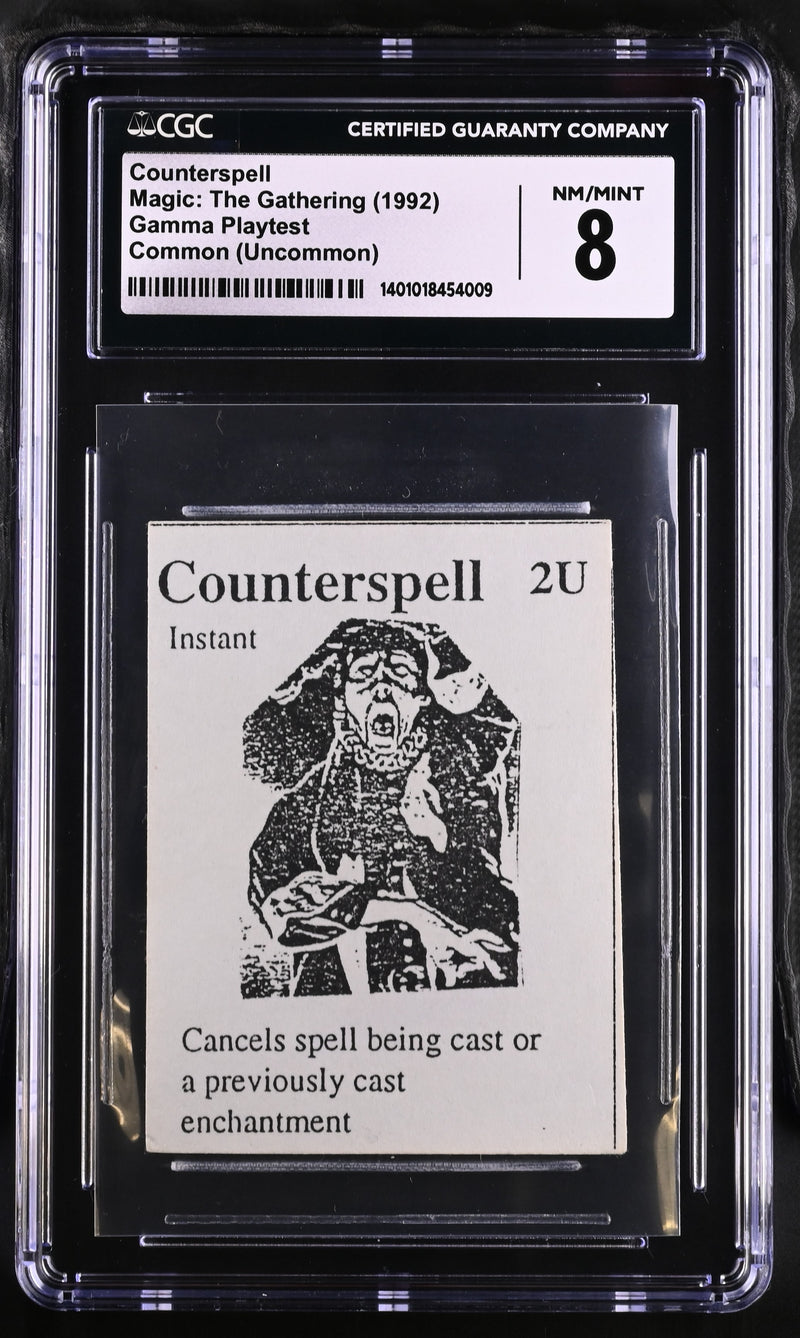 CGC
CERTIFIED GUARANTY COMPANY
Counterspell
Magic: The Gathering (1992)
Gamma Playtest
Common (Uncommon)
1401018454009
NM/MINT
8
Counterspell 2U
Instant
Cancels spell being cast or
a previously cast
enchantment